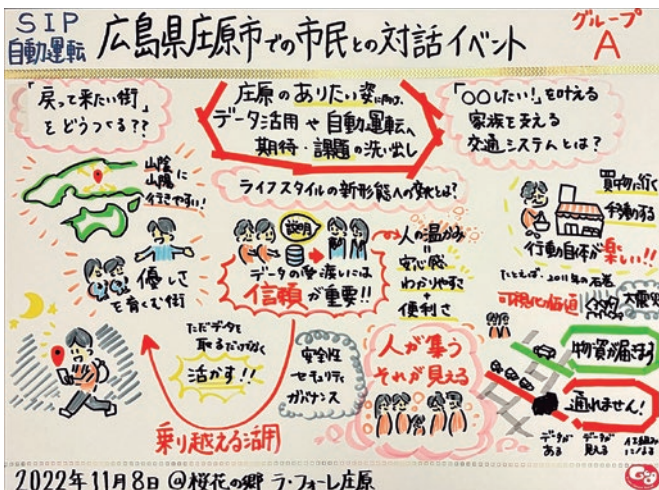 SIP
自動運転
広島県庄原市での市民との対話イベント
グループ
A
「戻って来たい街」
をどうつくる??
庄原のありたい姿に向け、
データ活用や自動運転へ
期待・課題の洗い出し
「○○したい!」を叶える
家族を支える
交通システムとは?
山陰に
山陽
行きやすい!
ライフスタイルの新形態への変化とは?
説明
データの受渡しには
信頼が重要!!
人の温かみ
=
安心感
わかりやすさ
+
便利さ
買物に行く
移動する
行動自体が楽しい!!
優しさ
を育くむ街
たとえば・2011年の石巻
可視化価値
大震災
ただデータを
取るだけでなく
活かす!!
乗り越える活用
安全性
セキュリティ
ガバナンス
人が集う
それが見える
物資が届きます
通れません!
データが
ある
データが
見える
2022年11月8日 @桜花の郷 ラ・フォーレ庄原